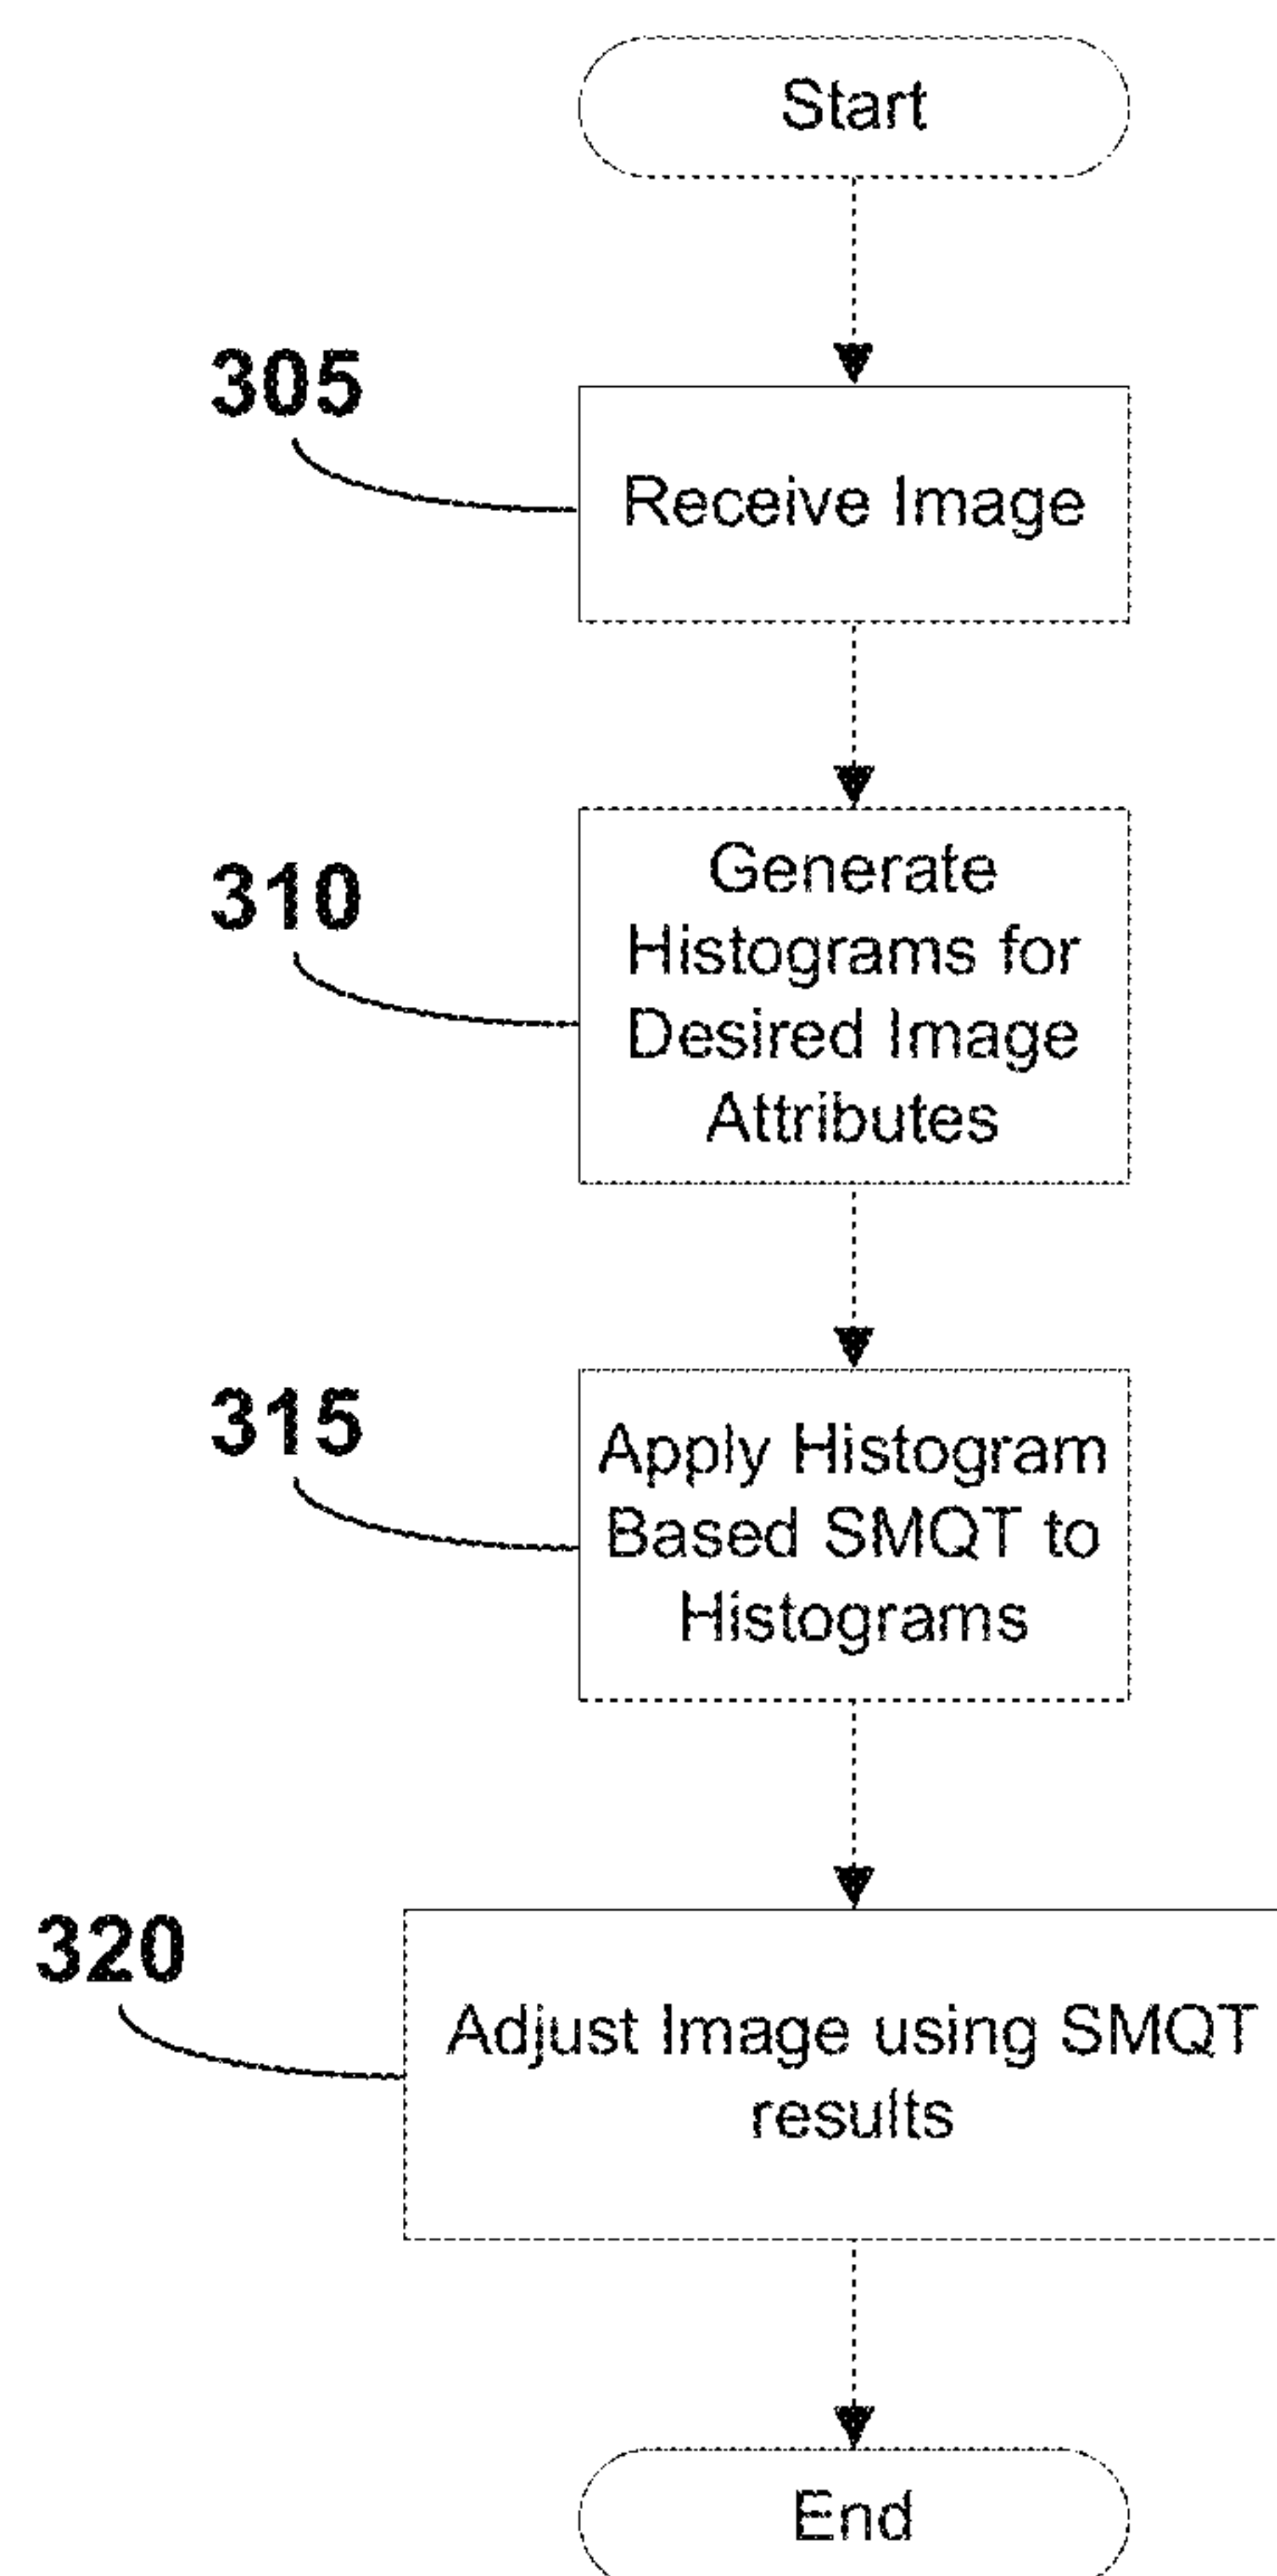 Start
305
Receive Image
310
Generate
Histograms for
Desired Image
Attributes
315
Apply Histogram
Based SMQT to
Histograms
320
Adjust Image using SMQT
results
End